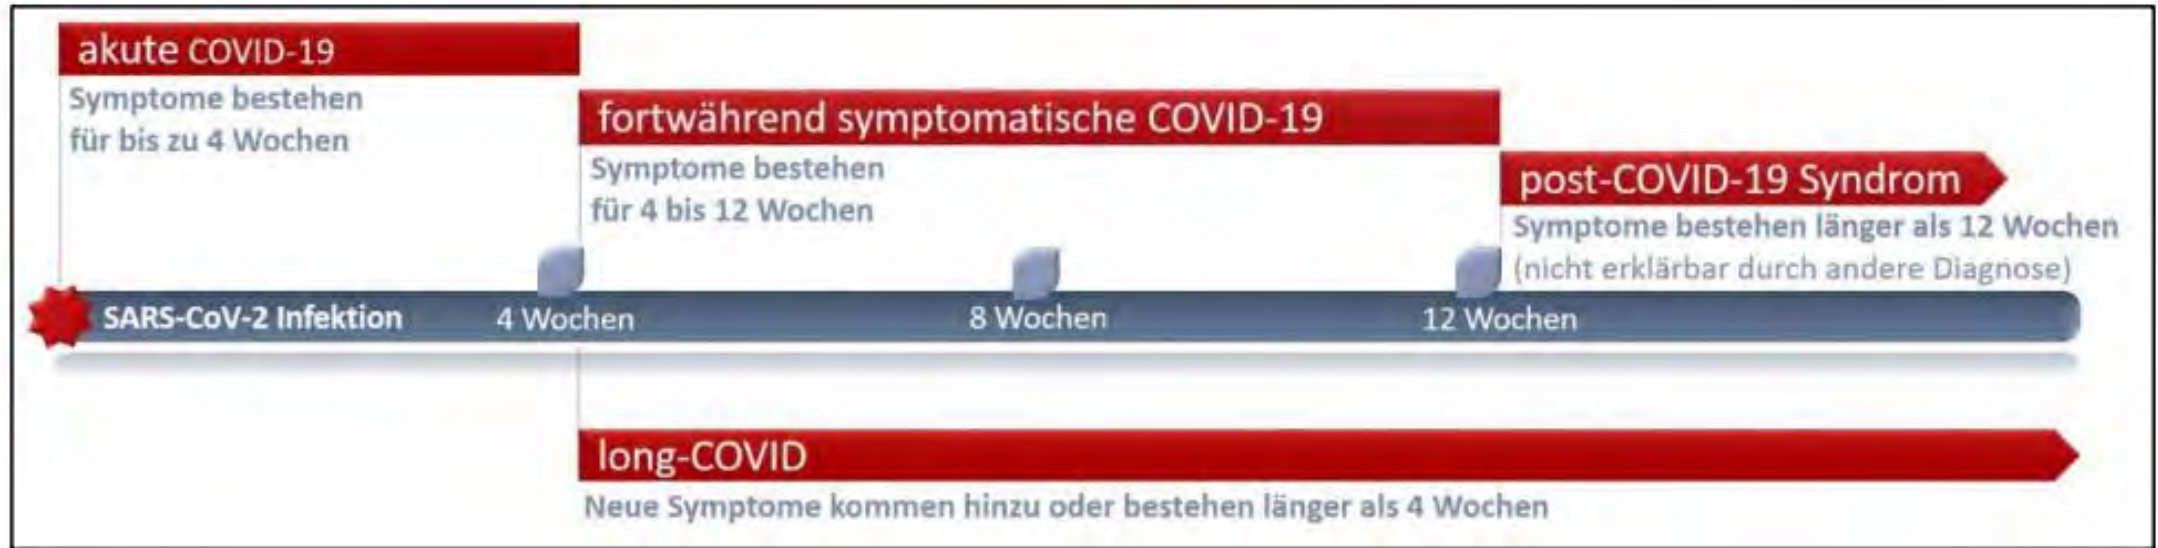 akute COVID-19
Symptome bestehen
für bis zu 4 Wochen
fortwährend symptomatische COVID-19
Symptome bestehen
für 4 bis 12 Wochen
post-COVID-19 Syndrom
Symptome bestehen länger als 12 Wochen
(nicht erklärbar durch andere Diagnose)
SARS-CoV-2 Infektion 4 Wochen 8 Wochen 12 Wochen
long-COVID
Neue Symptome kommen hinzu oder bestehen länger als 4 Wochen